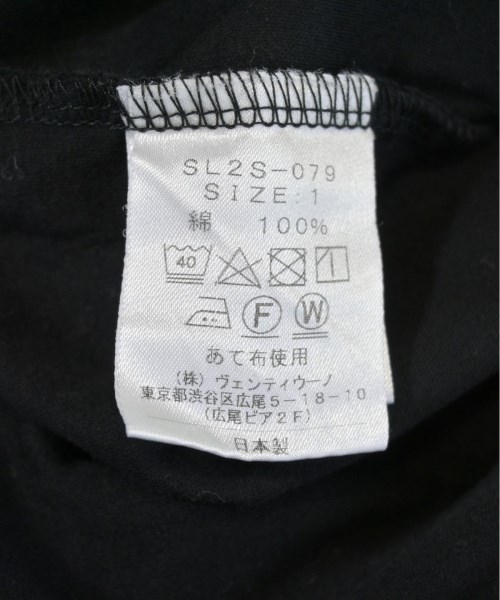 SL2S-079
SIZE:1
綿 100%
40
F W
あて布使用
(株) ヴェンティウーノ
東京都渋谷区広尾5-18-10
(広尾ピア2F)
日本製